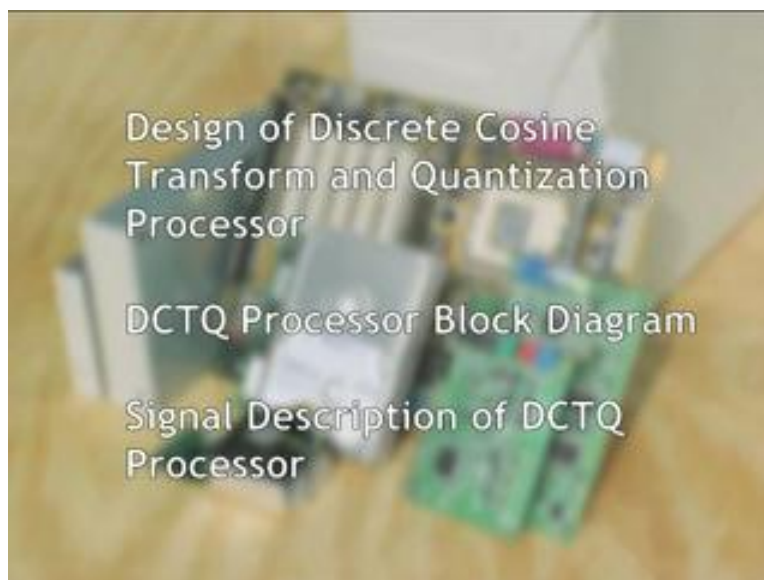 Design of Discrete Cosine
Transform and Quantization
Processor
DCTQ Processor Block Diagram
Signal Description of DCTQ
Processor